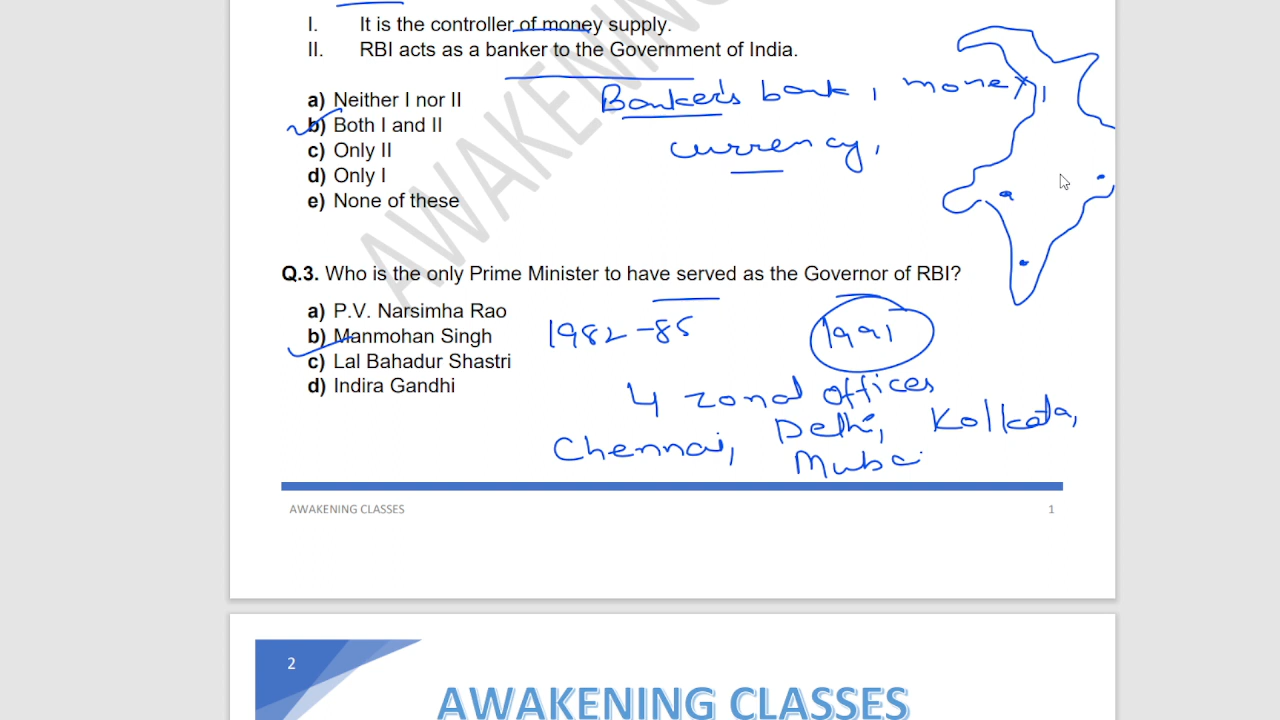 I. It is the controller of money supply.
II. RBI acts as a banker to the Government of India.
a) Neither I nor II
b) Both I and II
c) Only II
d) Only I
e) None of these
Banker's bank, money,
currency,
AWAKENING
Q.3. Who is the only Prime Minister to have served as the Governor of RBI?
a) P.V. Narsimha Rao
b) Manmohan Singh
c) Lal Bahadur Shastri
d) Indira Gandhi
1982-85
1991
4 zonal offices
Chennai, Delhi, Kolkata,
Mubai
AWAKENING CLASSES 1
2
AWAKENING CLASSES